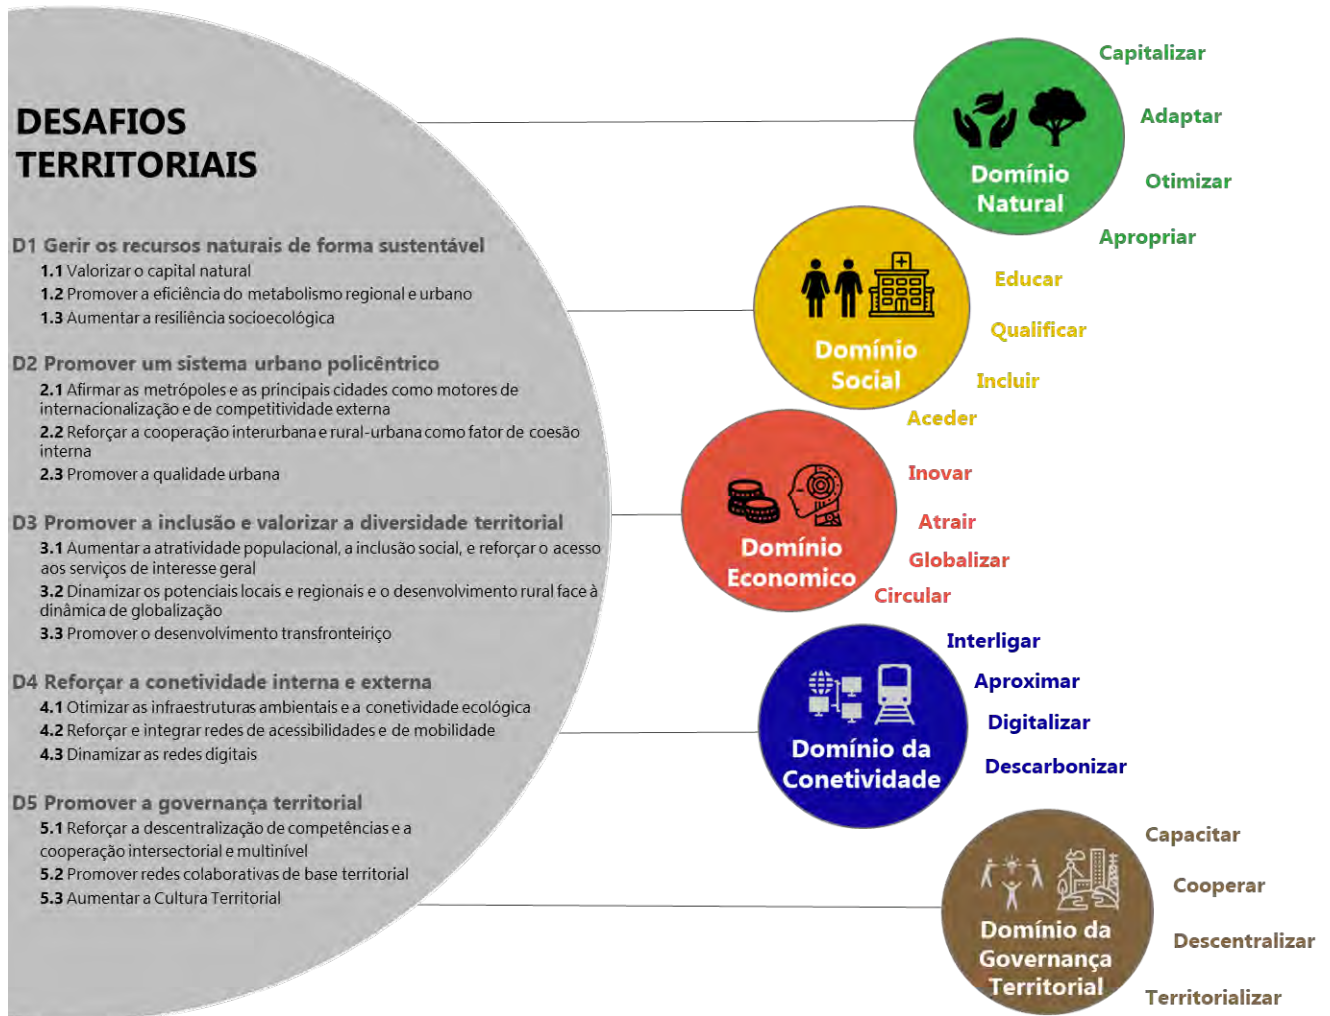 DESAFIOS
TERRITORIAIS
D1 Gerir os recursos naturais de forma sustentável
1.1 Valorizar o capital natural
1.2 Promover a eficiência do metabolismo regional e urbano
1.3 Aumentar a resiliência socioecológica
D2 Promover um sistema urbano policêntrico
2.1 Afirmar as metrópoles e as principais cidades como motores de
internacionalização e de competitividade externa
2.2 Reforçar a cooperação interurbana e rural-urbana como fator de coesão
interna
2.3 Promover a qualidade urbana
D3 Promover a inclusão e valorizar a diversidade territorial
3.1 Aumentar a atratividade populacional, a inclusão social, e reforçar o acesso
aos serviços de interesse geral
3.2 Dinamizar os potenciais locais e regionais e o desenvolvimento rural face à
dinâmica de globalização
3.3 Promover o desenvolvimento transfronteiriço
D4 Reforçar a conetividade interna e externa
4.1 Otimizar as infraestruturas ambientais e a conetividade ecológica
4.2 Reforçar e integrar redes de acessibilidades e de mobilidade
4.3 Dinamizar as redes digitais
D5 Promover a governança territorial
5.1 Reforçar a descentralização de competências e a
cooperação intersectorial e multinível
5.2 Promover redes colaborativas de base territorial
5.3 Aumentar a Cultura Territorial
Domínio
Natural
Capitalizar
Adaptar
Otimizar
Apropriar
Domínio
Social
Educar
Qualificar
Incluir
Aceder
Domínio
Economico
Inovar
Atrair
Globalizar
Circular
Domínio da
Conetividade
Interligar
Aproximar
Digitalizar
Descarbonizar
Domínio da
Governança
Territorial
Capacitar
Cooperar
Descentralizar
Territorializar